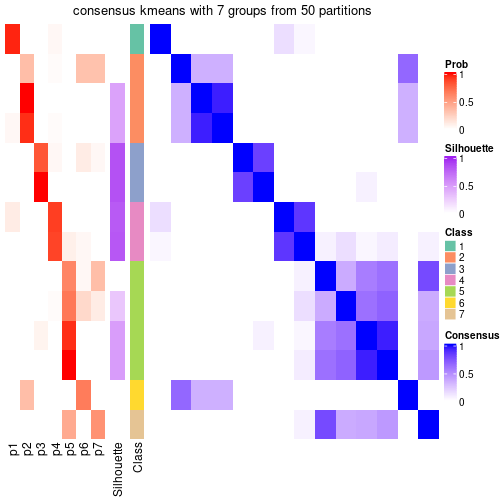 consensus kmeans with 7 groups from 50 partitions
Prob
1
0.5
0
Silhouette
1
0.5
0
Class
1
2
3
4
5
6
7
Consensus
1
0.5
0
p1
p2
p3
p4
p5
p6
p7
Silhouette
Class